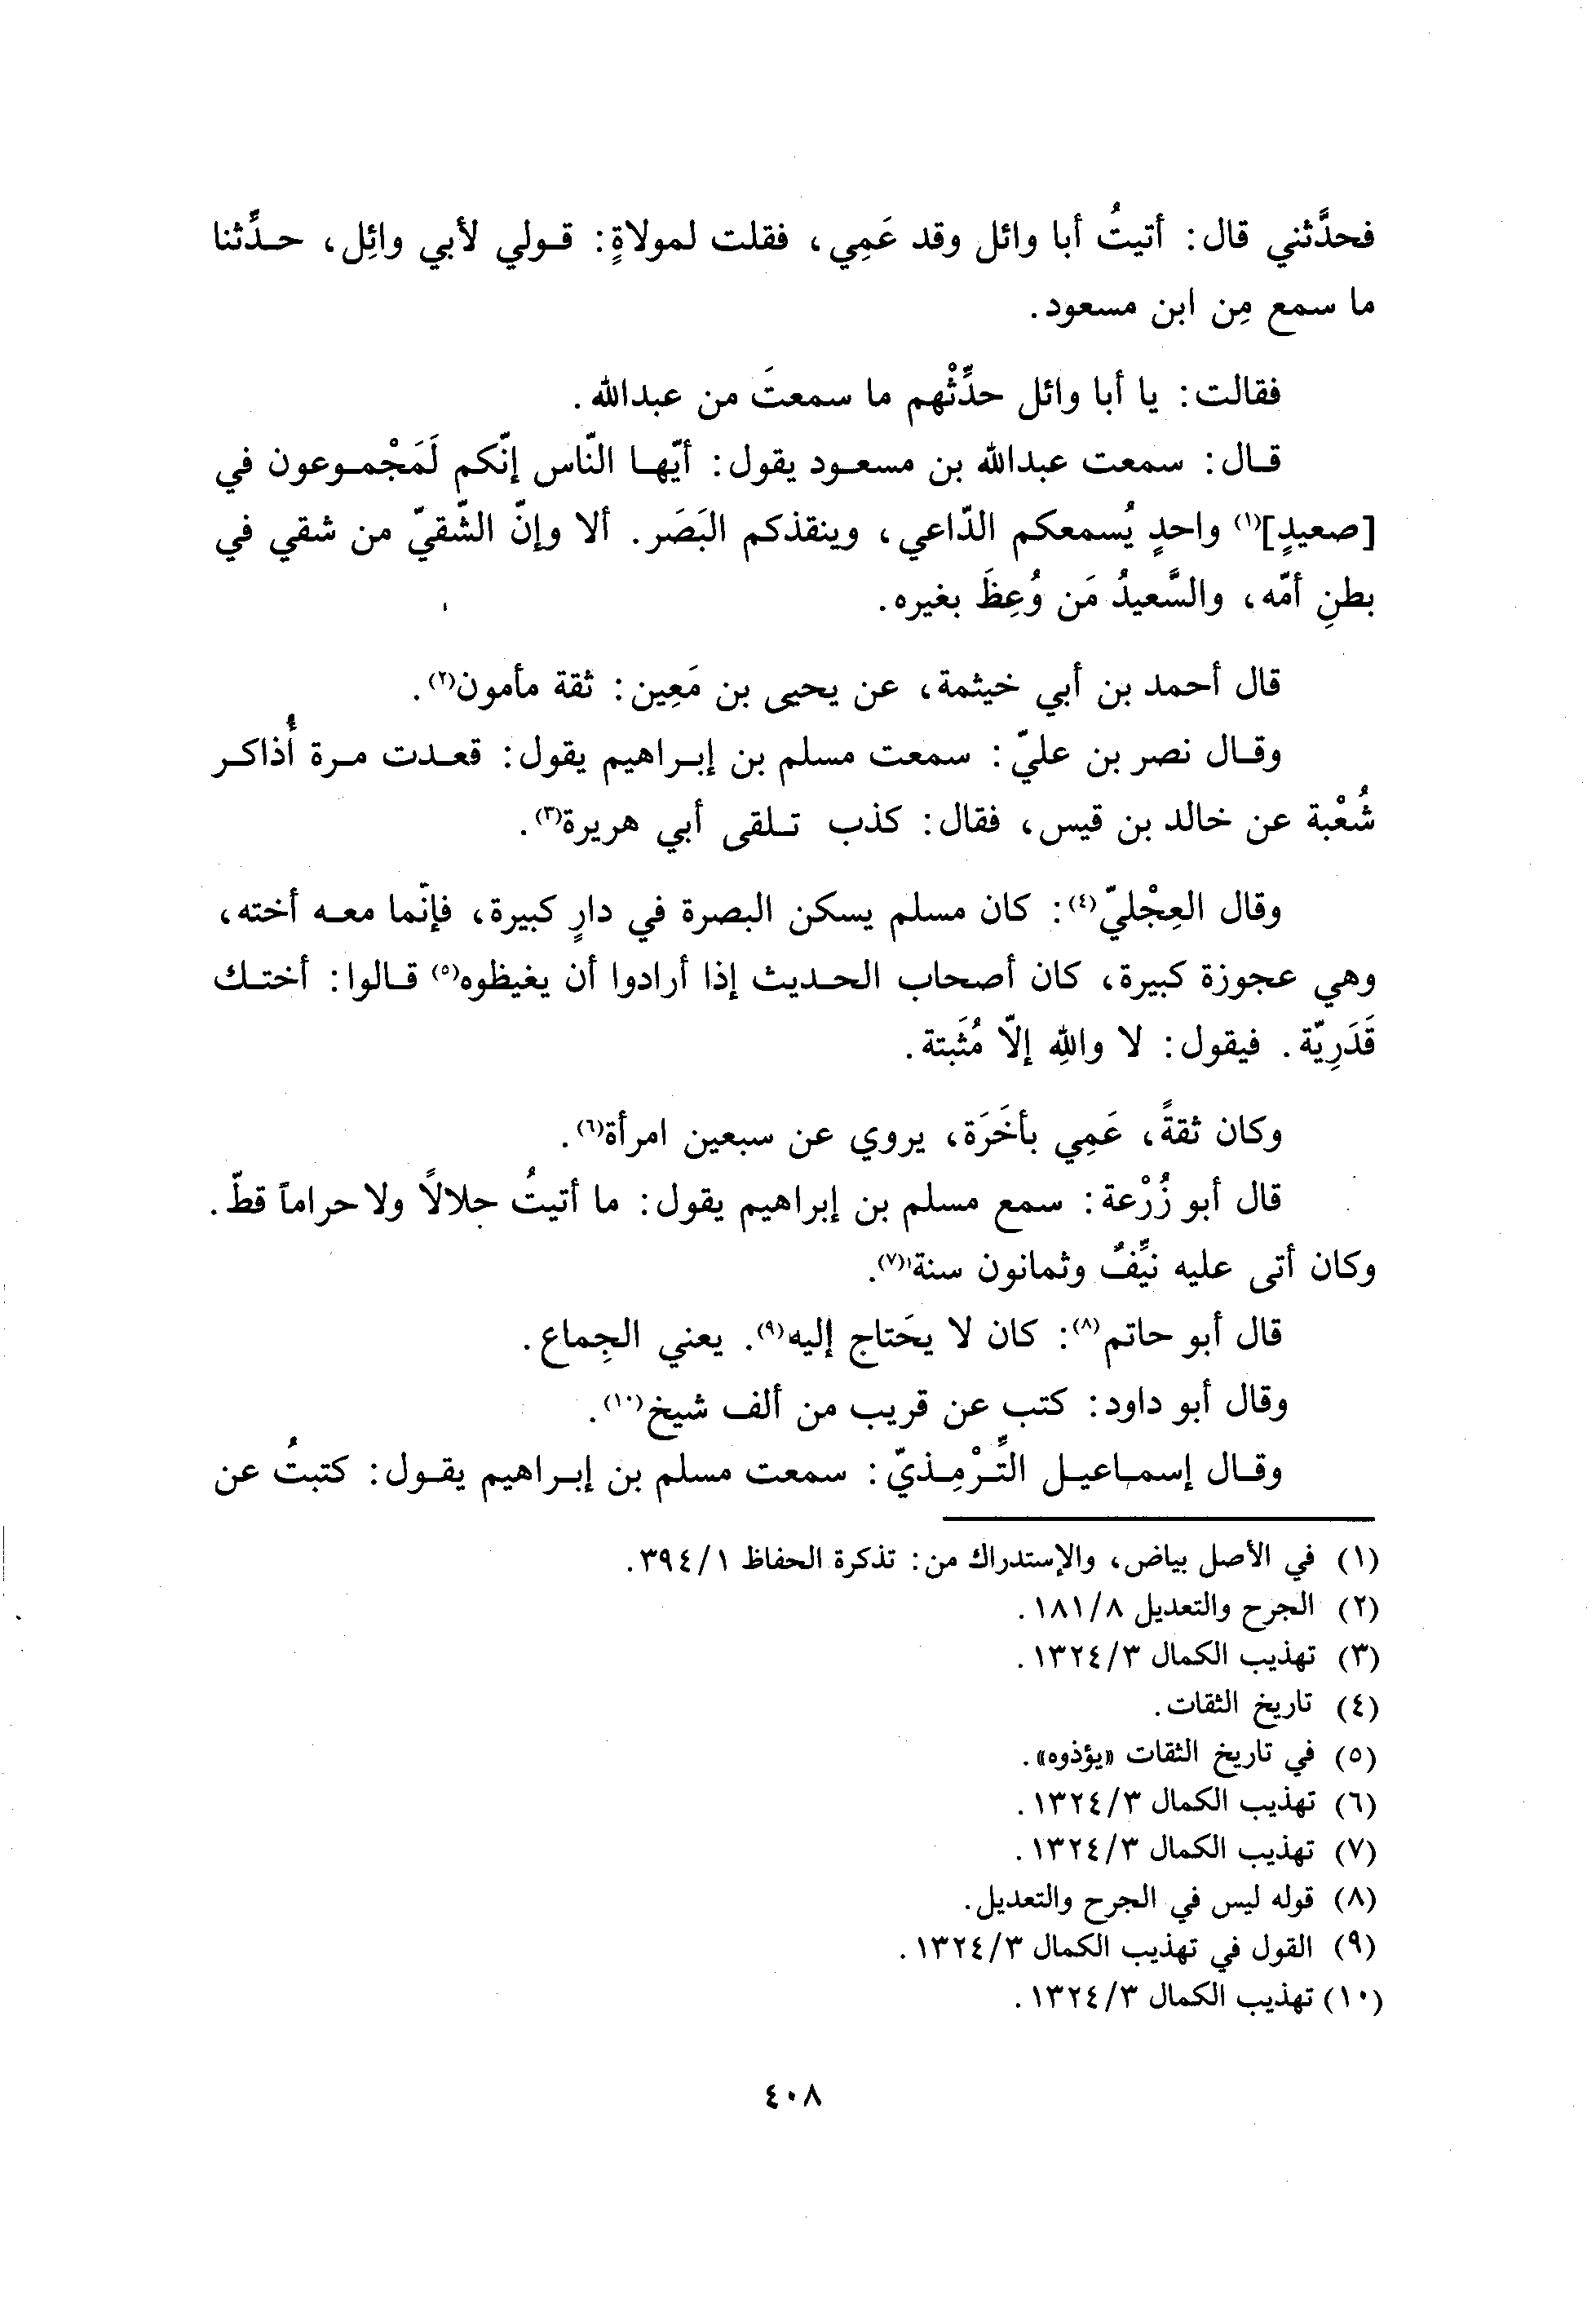 فحدَّثني قال: أتيتُ أبا وائل وقد عَمِي، فقلت لمولاةٍ: قولي لأبي وائِل، حدِّثنا
ما سمع مِن ابن مسعود.
فقالت: يا أبا وائل حدِّثْهم ما سمعتَ من عبدالله.
قال: سمعت عبدالله بن مسعود يقول: أيّها النّاس إنّكم لَمَجْموعون في
[صعيدٍ]⁽١⁾ واحدٍ يُسمعكم الدّاعي، وينقذكم البَصَر. ألا وإنّ الشّقيّ من شقي في
بطنِ أمّه، والسَّعيدُ مَن وُعِظَ بغيره.
قال أحمد بن أبي خيثمة، عن يحيى بن مَعِين: ثقة مأمون⁽٢⁾.
وقال نصر بن عليّ: سمعت مسلم بن إبراهيم يقول: قعدت مرة أُذاكر
شُعْبة عن خالد بن قيس، فقال: كذب تلقى أبي هريرة⁽٣⁾.
وقال العِجْليّ⁽٤⁾: كان مسلم يسكن البصرة في دارٍ كبيرة، فإنّما معه أخته،
وهي عجوزة كبيرة، كان أصحاب الحديث إذا أرادوا أن يغيظوه⁽٥⁾ قالوا: أختك
قَدَرِيّة. فيقول: لا واللهِ إلاّ مُثَبتة.
وكان ثقةً، عَمِي بأخَرَة، يروي عن سبعين امرأة⁽٦⁾.
قال أبو زُرْعة: سمع مسلم بن إبراهيم يقول: ما أتيتُ حلالاً ولا حراماً قطّ.
وكان أتى عليه نيِّفٌ وثمانون سنة⁽٧⁾.
قال أبو حاتم⁽٨⁾: كان لا يحَتاج إليه⁽٩⁾. يعني الجِماع.
وقال أبو داود: كتب عن قريب من ألف شيخ⁽١٠⁾.
وقال إسماعيل التِّرْمِذيّ: سمعت مسلم بن إبراهيم يقول: كتبتُ عن
(١) في الأصل بياض، والإستدراك من: تذكرة الحفاظ ٣٩٤/١.
(٢) الجرح والتعديل ١٨١/٨.
(٣) تهذيب الكمال ١٣٢٤/٣.
(٤) تاريخ الثقات.
(٥) في تاريخ الثقات «يؤذوه».
(٦) تهذيب الكمال ١٣٢٤/٣.
(٧) تهذيب الكمال ١٣٢٤/٣.
(٨) قوله ليس في الجرح والتعديل.
(٩) القول في تهذيب الكمال ١٣٢٤/٣.
(١٠) تهذيب الكمال ١٣٢٤/٣.
٤٠٨